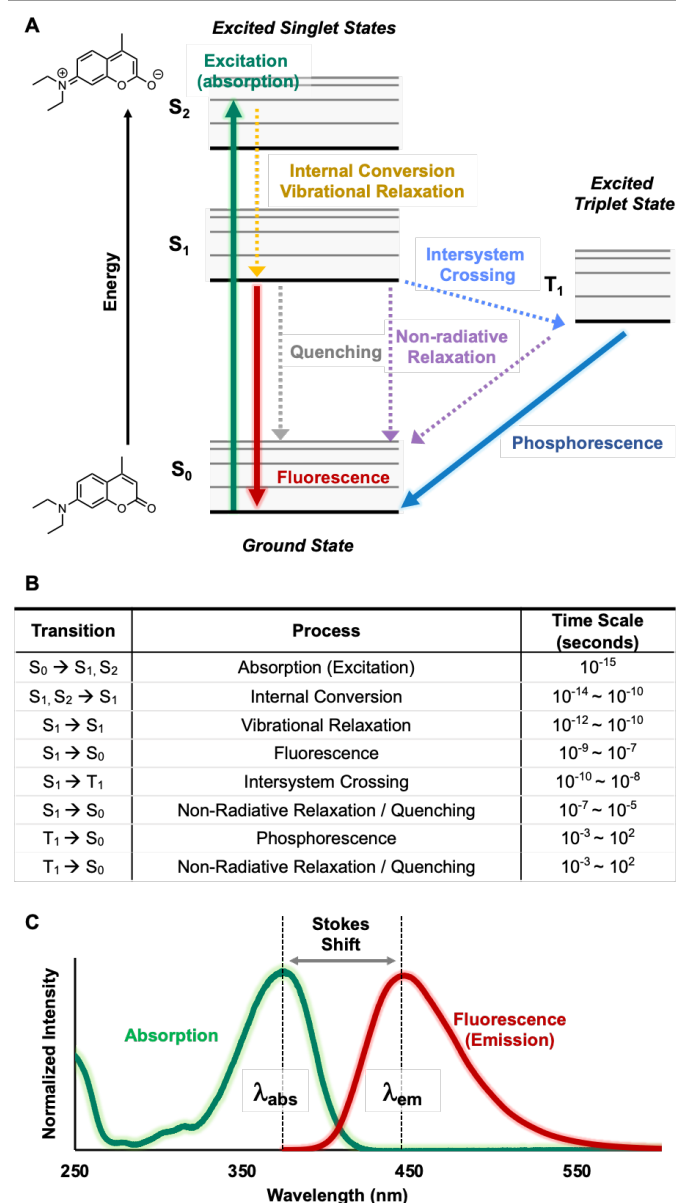 A
Excited Singlet States
Excitation
(absorption)
S2
Internal Conversion
Vibrational Relaxation
Excited
Triplet State
S1
Intersystem
Crossing
T1
Energy
Quenching
Non-radiative
Relaxation
Phosphorescence
S0
Fluorescence
Ground State
N
⊕
O
O
⊖
N
O
O
B
Transition Process Time Scale
(seconds)
S0 → S1, S2 Absorption (Excitation) 10-15
S1, S2 → S1 Internal Conversion 10-14 ~ 10-10
S1 → S1 Vibrational Relaxation 10-12 ~ 10-10
S1 → S0 Fluorescence 10-9 ~ 10-7
S1 → T1 Intersystem Crossing 10-10 ~ 10-8
S1 → S0 Non-Radiative Relaxation / Quenching 10-7 ~ 10-5
T1 → S0 Phosphorescence 10-3 ~ 102
T1 → S0 Non-Radiative Relaxation / Quenching 10-3 ~ 102
C
Stokes
Shift
Normalized Intensity
Absorption
Fluorescence
(Emission)
λabs
λem
250 350 450 550
Wavelength (nm)